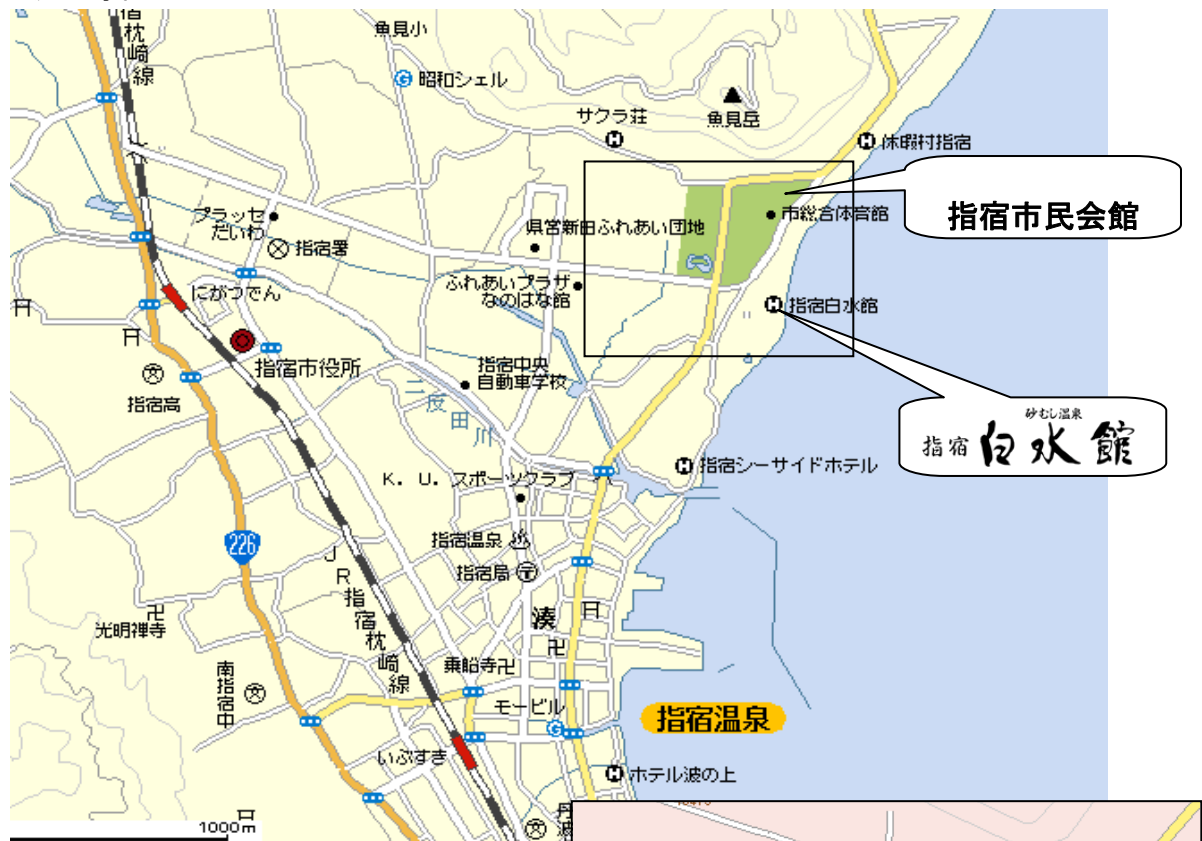 宿
枕
崎
線
魚見小
昭和シェル
サクラ荘
魚見岳
休暇村指宿
プラッセ
だいわ
指宿署
県営新田ふれあい団地
市総合体育館
指宿市民会館
ふれあいプラザ
なのはな館
にがつでん
指宿白水館
指宿市役所
指宿中央
自動車学校
指宿高
二反田川
砂むし温泉
指宿 白水館
指宿シーサイドホテル
K. U. スポーツクラブ
226
指宿温泉
指宿局
JR指宿枕崎線
湊
光明禅寺
南指宿中
乗船寺
モービル
指宿温泉
いぶすき
ホテル波の上
丹
波
1000m